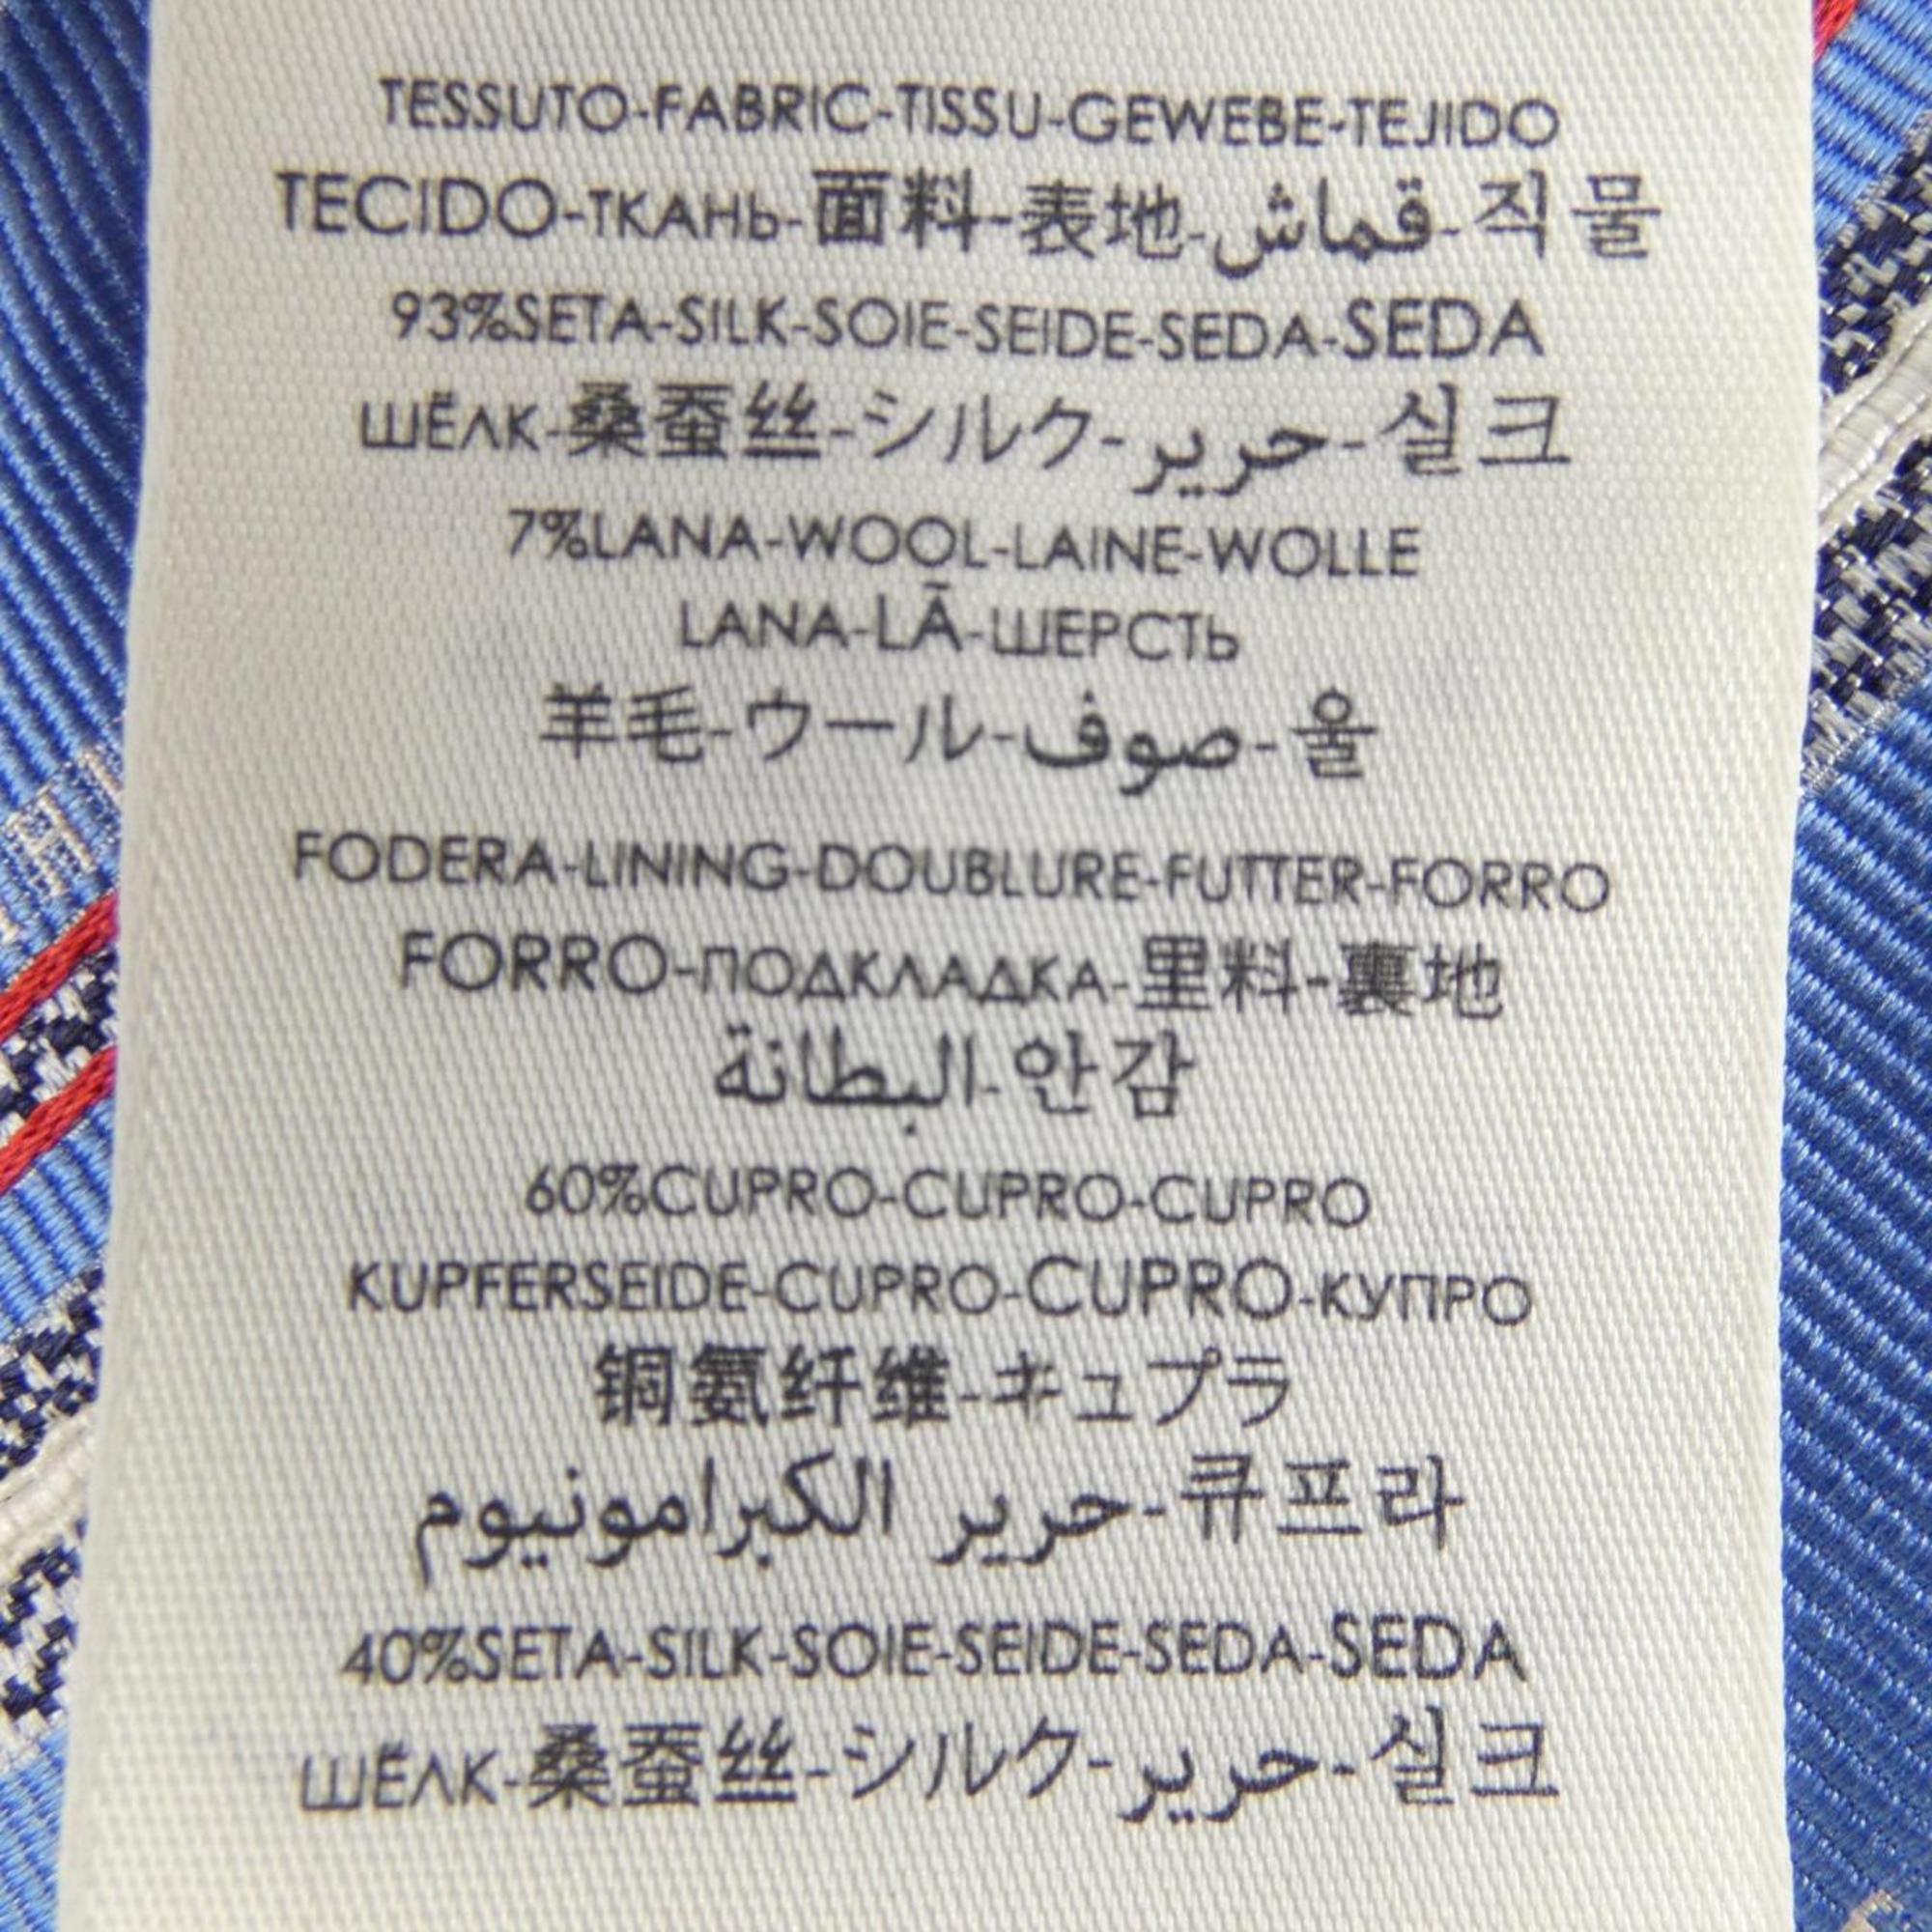 TESSUTO-FABRIC-TISSU-GEWEBE-TEJIDO
TECIDO-ТКАНЬ-面料-表地-قماش-직물
93%SETA-SILK-SOIE-SEIDE-SEDA-SEDA
ШЁЛК-桑蚕丝-シルク-حرير-실크
7%LANA-WOOL-LAINE-WOLLE
LANA-LÃ-ШЕРСТЬ
羊毛-ウール-صوف-울
FODERA-LINING-DOUBLURE-FUTTER-FORRO
FORRO-ПОДКЛАДКА-里料-裏地
البطانة-안감
60%CUPRO-CUPRO-CUPRO
KUPFERSEIDE-CUPRO-CUPRO-КУПРО
铜氨纤维-キュプラ
حرير الكبرامونيوم-큐프라
40%SETA-SILK-SOIE-SEIDE-SEDA-SEDA
ШЁЛК-桑蚕丝-シルク-حرير-실크